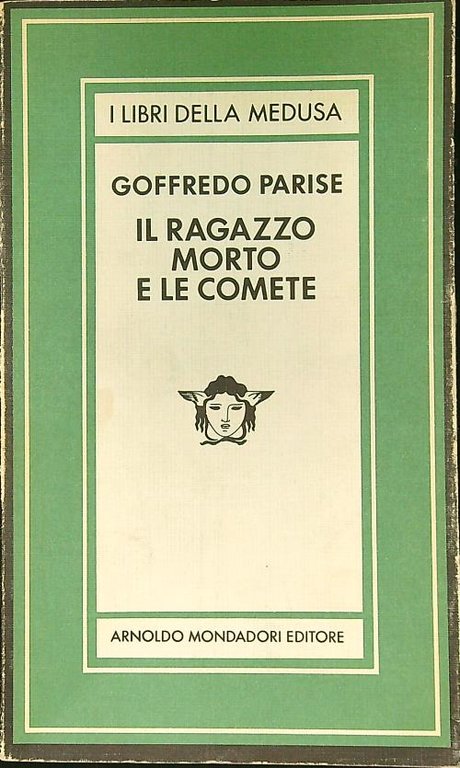 I LIBRI DELLA MEDUSA
GOFFREDO PARISE
IL RAGAZZO
MORTO
E LE COMETE
ARNOLDO MONDADORI EDITORE